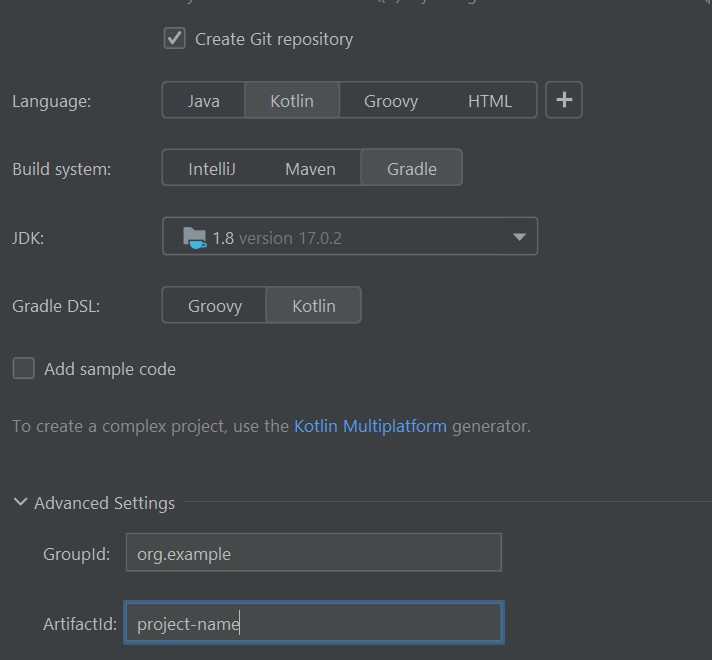 Create Git repository
Language: Java Kotlin Groovy HTML +
Build system: IntelliJ Maven Gradle
JDK: 1.8 version 17.0.2
Gradle DSL: Groovy Kotlin
Add sample code
To create a complex project, use the Kotlin Multiplatform generator.
Advanced Settings
GroupId: org.example
ArtifactId: project-name